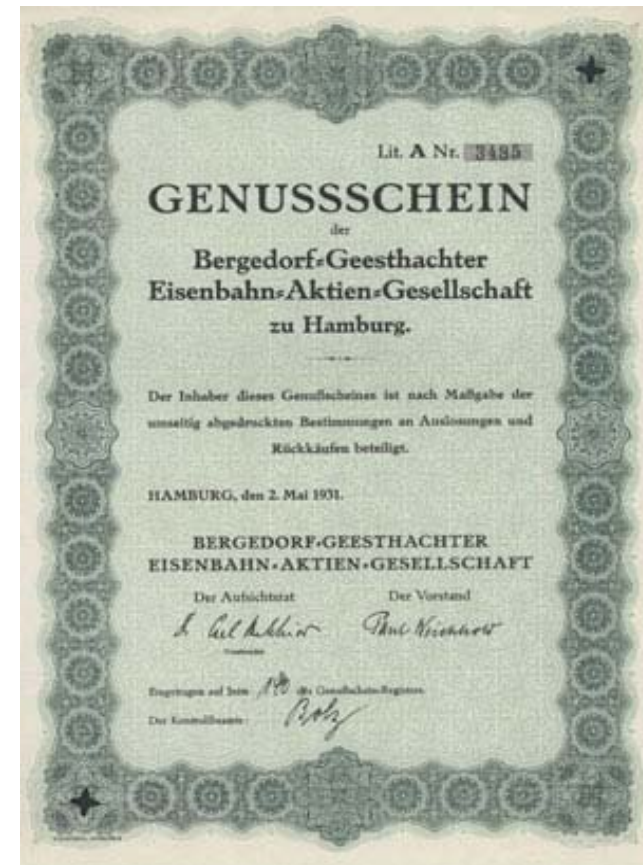 Lit. A Nr. 3485
GENUSSSCHEIN
der
Bergedorf=Geesthachter
Eisenbahn=Aktien=Gesellschaft
zu Hamburg.
Der Inhaber dieses Genußscheines ist nach Maßgabe der
umseitig abgedruckten Bestimmungen an Auslosungen und
Rückkäufen beteiligt.
HAMBURG, den 2. Mai 1931.
BERGEDORF-GEESTHACHTER
EISENBAHN-AKTIEN-GESELLSCHAFT
Der Aufsichtsrat Der Vorstand
Eingetragen auf Seite 180 des Genußschein-Registers
Der Kontrollbeamte: